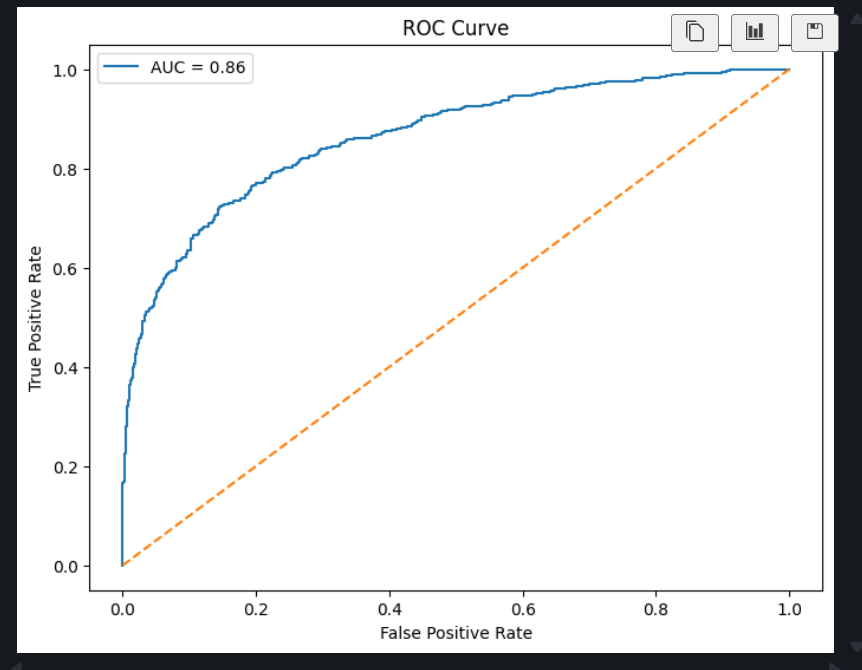 ROC Curve
AUC = 0.86
1.0
0.8
0.6
0.4
0.2
0.0
True Positive Rate
0.0 0.2 0.4 0.6 0.8 1.0
False Positive Rate